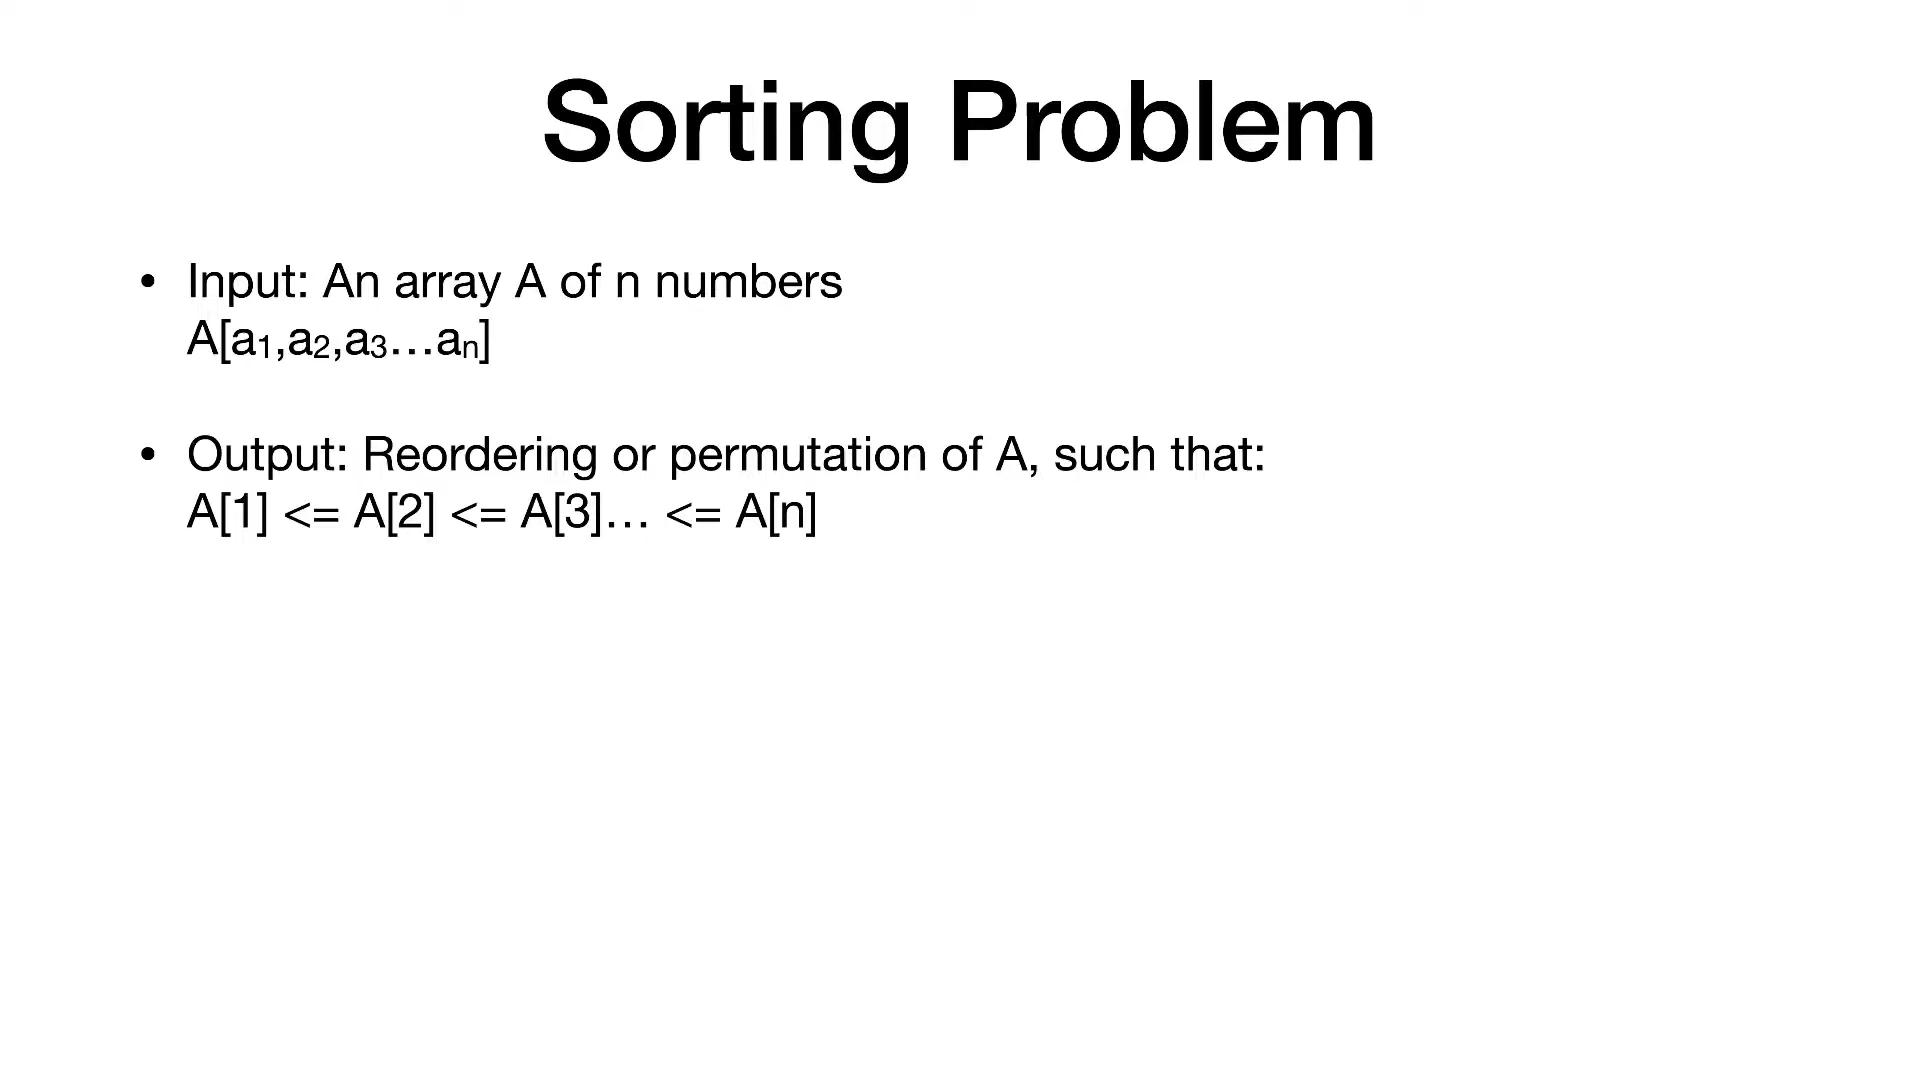 Sorting Problem
• Input: An array A of n numbers
A[a₁,a₂,a₃…aₙ]
• Output: Reordering or permutation of A, such that:
A[1] <= A[2] <= A[3]… <= A[n]